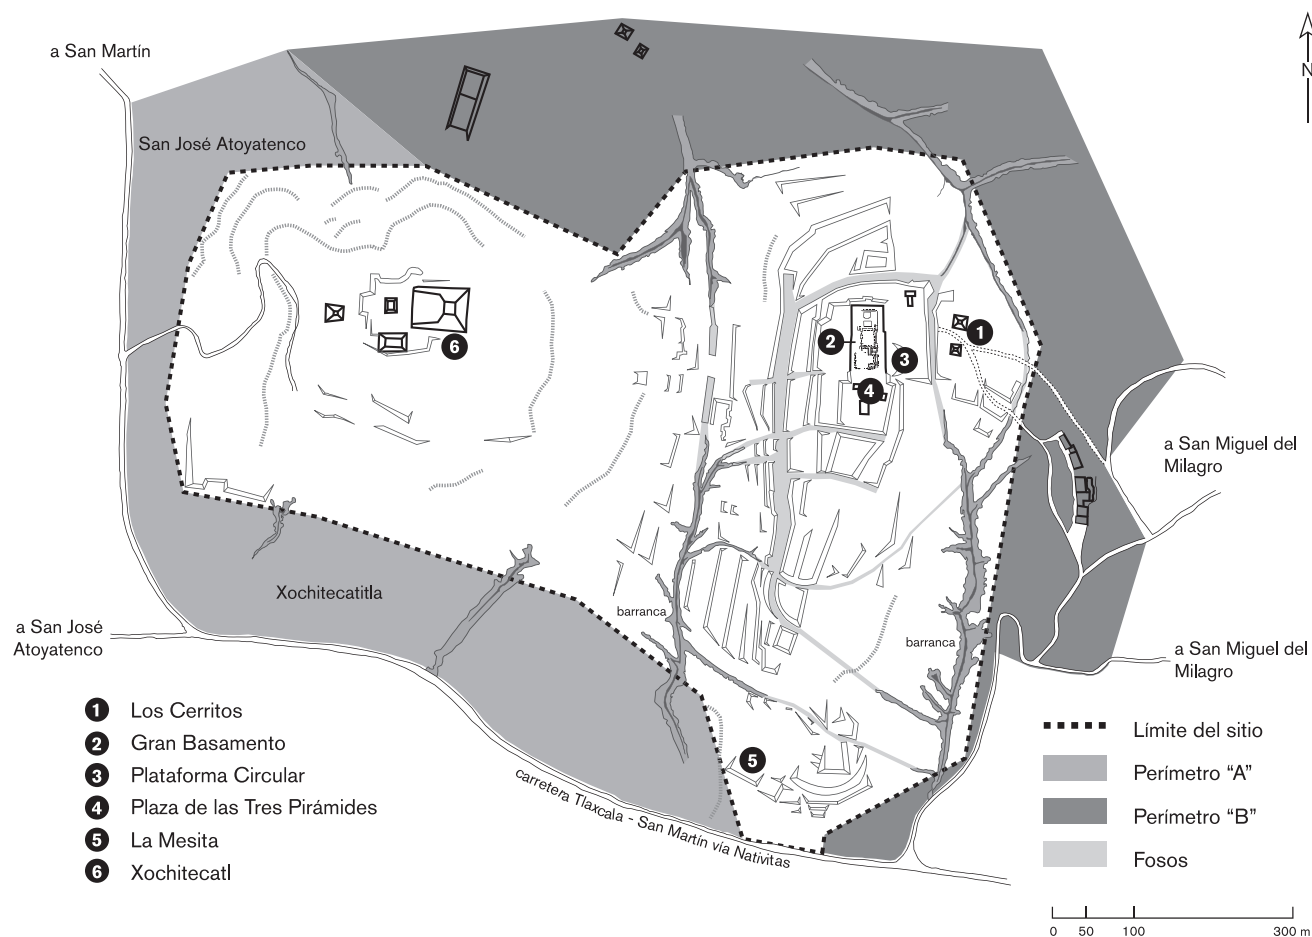 a San Martín
N
San José Atoyatenco
1
2
3
4
6
a San Miguel del
Milagro
Xochitecatitla
barranca
barranca
a San José
Atoyatenco
a San Miguel del
Milagro
5
carretera Tlaxcala - San Martín vía Nativitas
1 Los Cerritos
2 Gran Basamento
3 Plataforma Circular
4 Plaza de las Tres Pirámides
5 La Mesita
6 Xochitecatl
Límite del sitio
Perímetro “A”
Perímetro “B”
Fosos
0 50 100 300 m